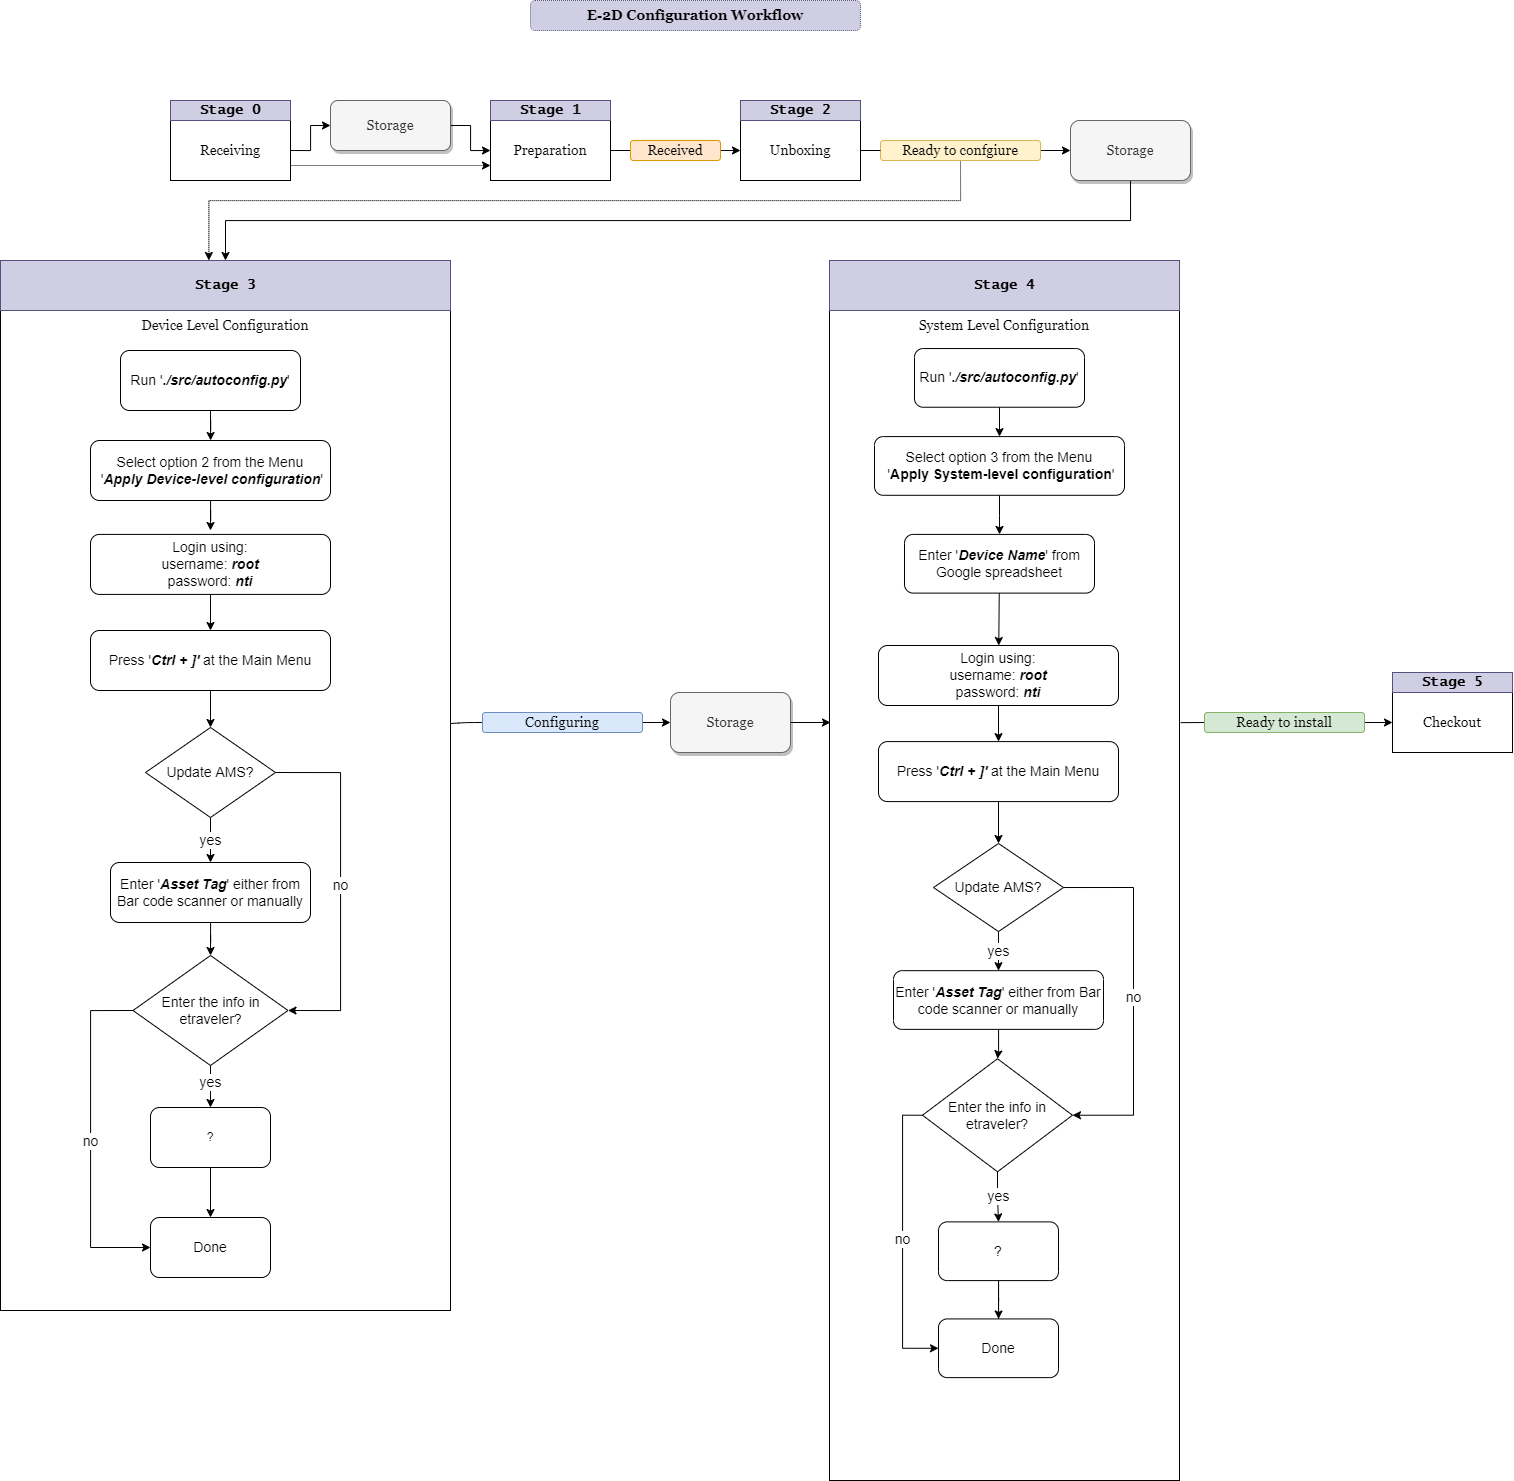 E-2D Configuration Workflow
Stage 0
Receiving
Storage
Stage 1
Preparation
Received
Stage 2
Unboxing
Ready to confgiure
Storage
Stage 3
Device Level Configuration
Run './src/autoconfig.py'
Select option 2 from the Menu
'Apply Device-level configuration'
Login using:
username: root
password: nti
Press 'Ctrl + ]' at the Main Menu
Update AMS?
yes
no
Enter 'Asset Tag' either from
Bar code scanner or manually
Enter the info in
etraveler?
yes
no
?
Done
Configuring
Storage
Stage 4
System Level Configuration
Run './src/autoconfig.py'
Select option 3 from the Menu
'Apply System-level configuration'
Enter 'Device Name' from
Google spreadsheet
Login using:
username: root
password: nti
Press 'Ctrl + ]' at the Main Menu
Update AMS?
yes
no
Enter 'Asset Tag' either from Bar
code scanner or manually
Enter the info in
etraveler?
yes
no
?
Done
Ready to install
Stage 5
Checkout